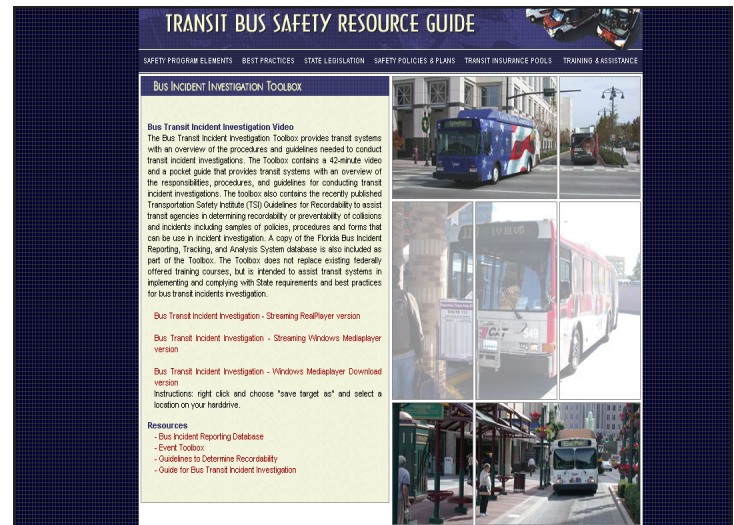 TRANSIT BUS SAFETY RESOURCE GUIDE
SAFETY PROGRAM ELEMENTS BEST PRACTICES STATE LEGISLATION SAFETY POLICIES & PLANS TRANSIT INSURANCE POOLS TRAINING & ASSISTANCE
BUS INCIDENT INVESTIGATION TOOLBOX
Bus Transit Incident Investigation Video
The Bus Transit Incident Investigation Toolbox provides transit systems
with an overview of the procedures and guidelines needed to conduct
transit incident investigations. The Toolbox contains a 42-minute video
and a pocket guide that provides transit systems with an overview of
the responsibilities, procedures, and guidelines for conducting transit
incident investigations. The toolbox also contains the recently published
Transportation Safety Institute (TSI) Guidelines for Recordability to assist
transit agencies in determining recordability or preventability of collisions
and incidents including samples of policies, procedures and forms that
can be use in incident investigation. A copy of the Florida Bus Incident
Reporting, Tracking, and Analysis System database is also included as
part of the Toolbox. The Toolbox does not replace existing federally
offered training courses, but is intended to assist transit systems in
implementing and complying with State requirements and best practices
for bus transit incidents investigation.
Bus Transit Incident Investigation - Streaming RealPlayer version
Bus Transit Incident Investigation - Streaming Windows Mediaplayer
version
Bus Transit Incident Investigation - Windows Mediaplayer Download
version
Instructions: right click and choose "save target as" and select a
location on your harddrive.
Resources
- Bus Incident Reporting Database
- Event Toolbox
- Guidelines to Determine Recordability
- Guide for Bus Transit Incident Investigation
LV BLVD
CAT
549